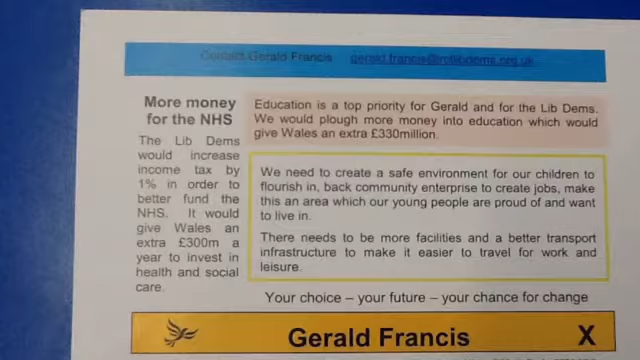 Contact Gerald Francis gerald.francis@rctlibdems.org.uk
More money
for the NHS
The Lib Dems
would increase
income tax by
1% in order to
better fund the
NHS. It would
give Wales an
extra £300m a
year to invest in
health and social
care.
Education is a top priority for Gerald and for the Lib Dems.
We would plough more money into education which would
give Wales an extra £330million.
We need to create a safe environment for our children to
flourish in, back community enterprise to create jobs, make
this an area which our young people are proud of and want
to live in.
There needs to be more facilities and a better transport
infrastructure to make it easier to travel for work and
leisure.
Your choice – your future – your chance for change
Gerald Francis X